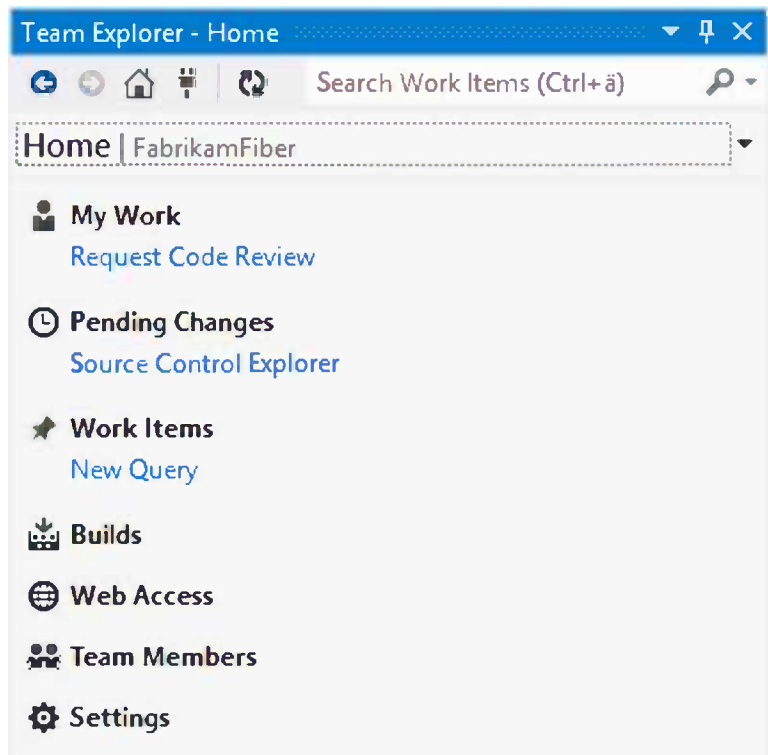 Team Explorer - Home
Search Work Items (Ctrl+ä)
Home | FabrikamFiber
My Work
Request Code Review
Pending Changes
Source Control Explorer
Work Items
New Query
Builds
Web Access
Team Members
Settings